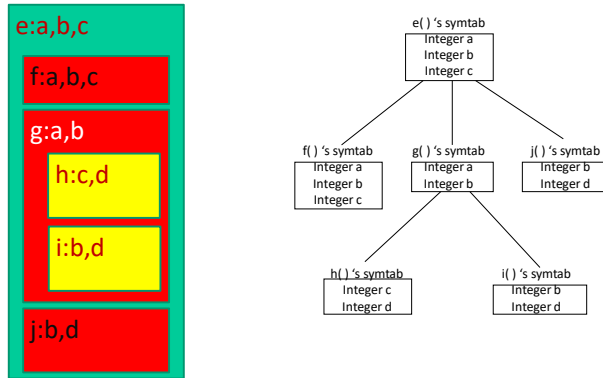 e:a,b,c
f:a,b,c
g:a,b
h:c,d
i:b,d
j:b,d
e( ) ‘s symtab
Integer a
Integer b
Integer c
f( ) ‘s symtab
Integer a
Integer b
Integer c
g( ) ‘s symtab
Integer a
Integer b
j( ) ‘s symtab
Integer b
Integer d
h( ) ‘s symtab
Integer c
Integer d
i( ) ‘s symtab
Integer b
Integer d